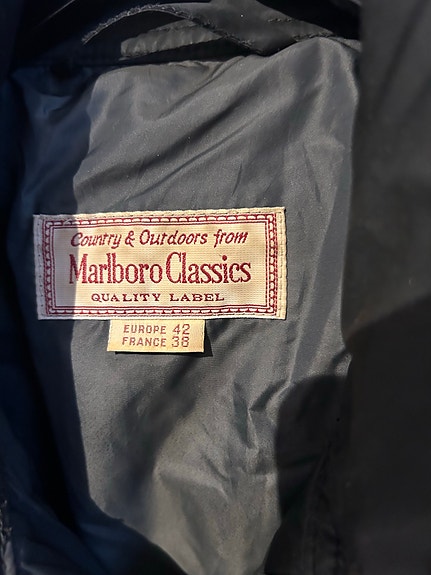 Country & Outdoors from
Marlboro Classics
QUALITY LABEL
EUROPE 42
FRANCE 38